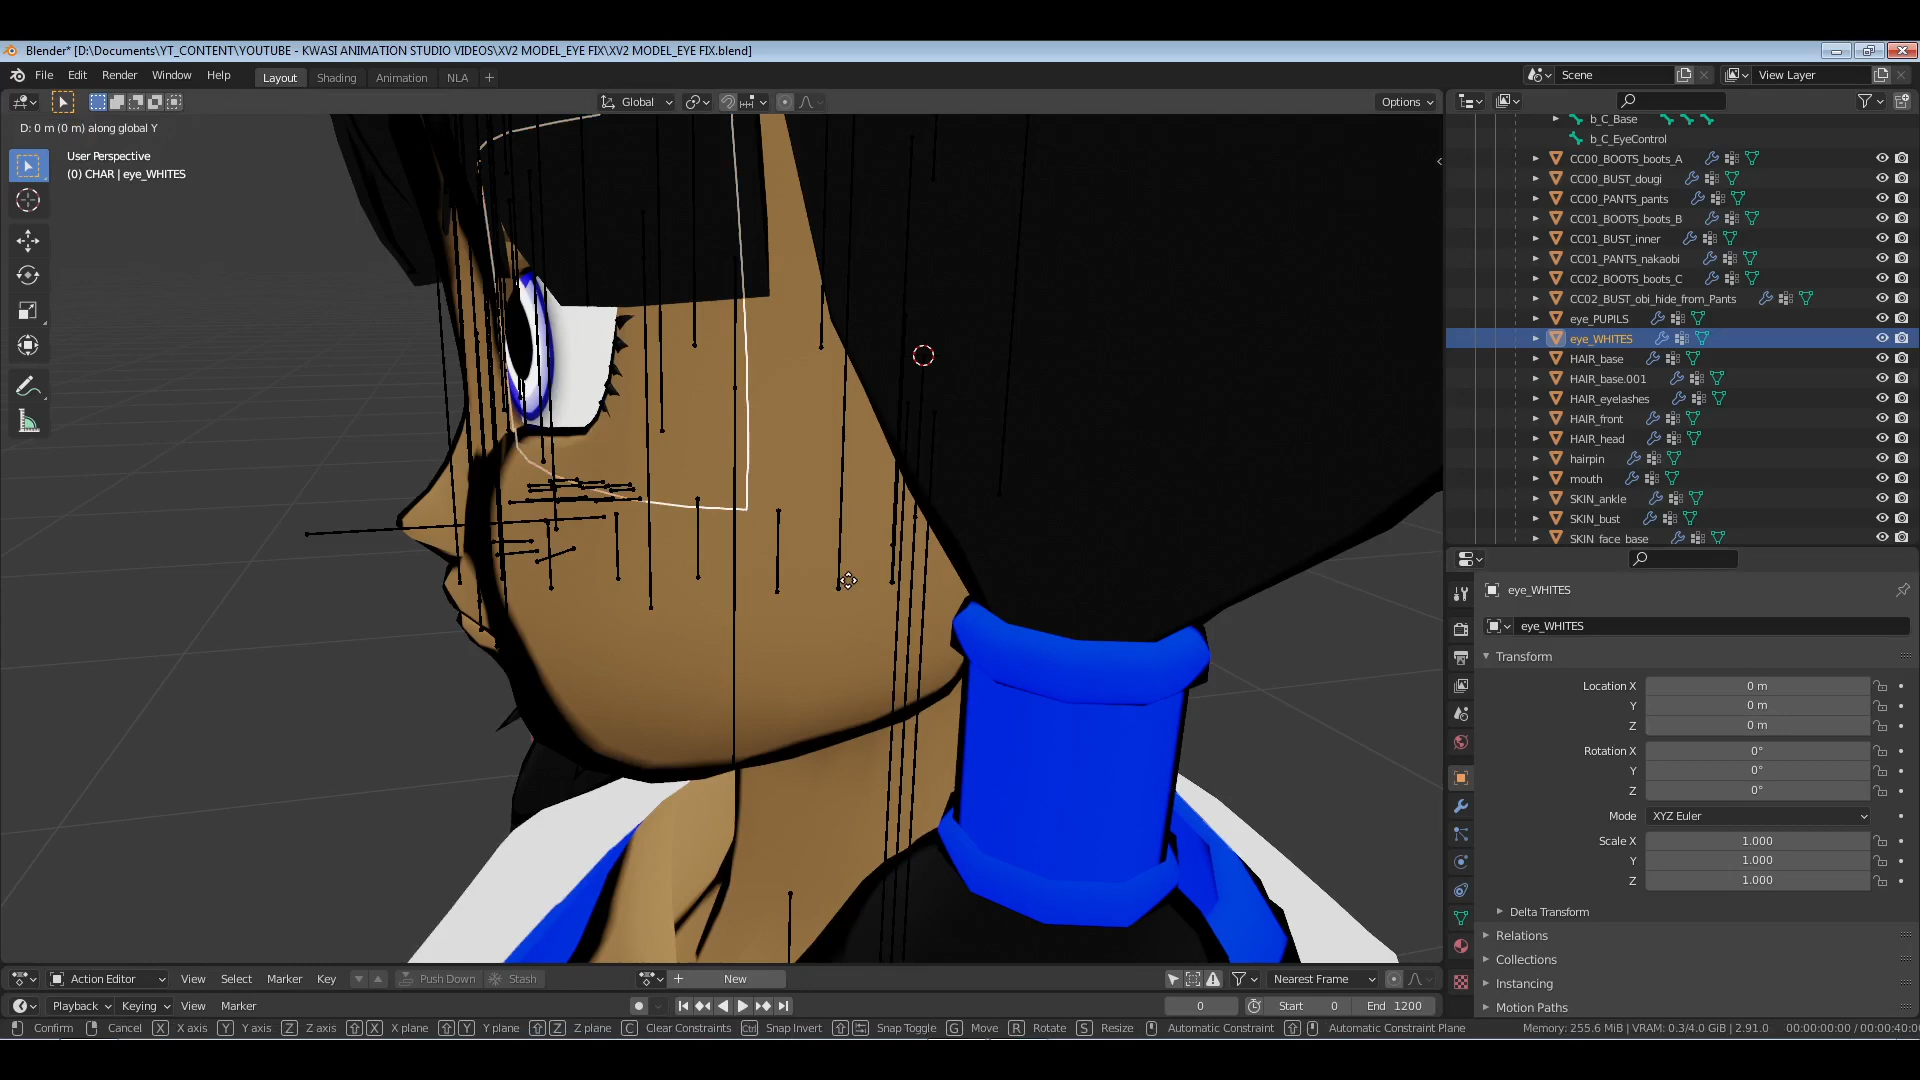 Blender* [D:\Documents\YT_CONTENT\YOUTUBE - KWASI ANIMATION STUDIO VIDEOS\XV2 MODEL_EYE FIX\XV2 MODEL_EYE FIX.blend]
File Edit Render Window Help Layout Shading Animation NLA + Scene View Layer
Global Options
D: 0 m (0 m) along global Y
User Perspective
(0) CHAR | eye_WHITES
b_C_Base
b_C_EyeControl
CC00_BOOTS_boots_A
CC00_BUST_dougi
CC00_PANTS_pants
CC01_BOOTS_boots_B
CC01_BUST_inner
CC01_PANTS_nakaobi
CC02_BOOTS_boots_C
CC02_BUST_obi_hide_from_Pants
eye_PUPILS
eye_WHITES
HAIR_base
HAIR_base.001
HAIR_eyelashes
HAIR_front
HAIR_head
hairpin
mouth
SKIN_ankle
SKIN_bust
SKIN_face_base
eye_WHITES
eye_WHITES
Transform
Location X 0 m
Y 0 m
Z 0 m
Rotation X 0°
Y 0°
Z 0°
Mode XYZ Euler
Scale X 1.000
Y 1.000
Z 1.000
Delta Transform
Relations
Collections
Instancing
Motion Paths
Action Editor View Select Marker Key Push Down Stash + New Nearest Frame
Playback Keying View Marker 0 Start 0 End 1200
Confirm Cancel X X axis Y Y axis Z Z axis X X plane Y Y plane Z Z plane C Clear Constraints Ctrl Snap Invert Snap Toggle G Move R Rotate S Resize Automatic Constraint Automatic Constraint Plane Memory: 255.6 MiB | VRAM: 0.3/4.0 GiB | 2.91.0 00:00:00:00 / 00:00:40:0